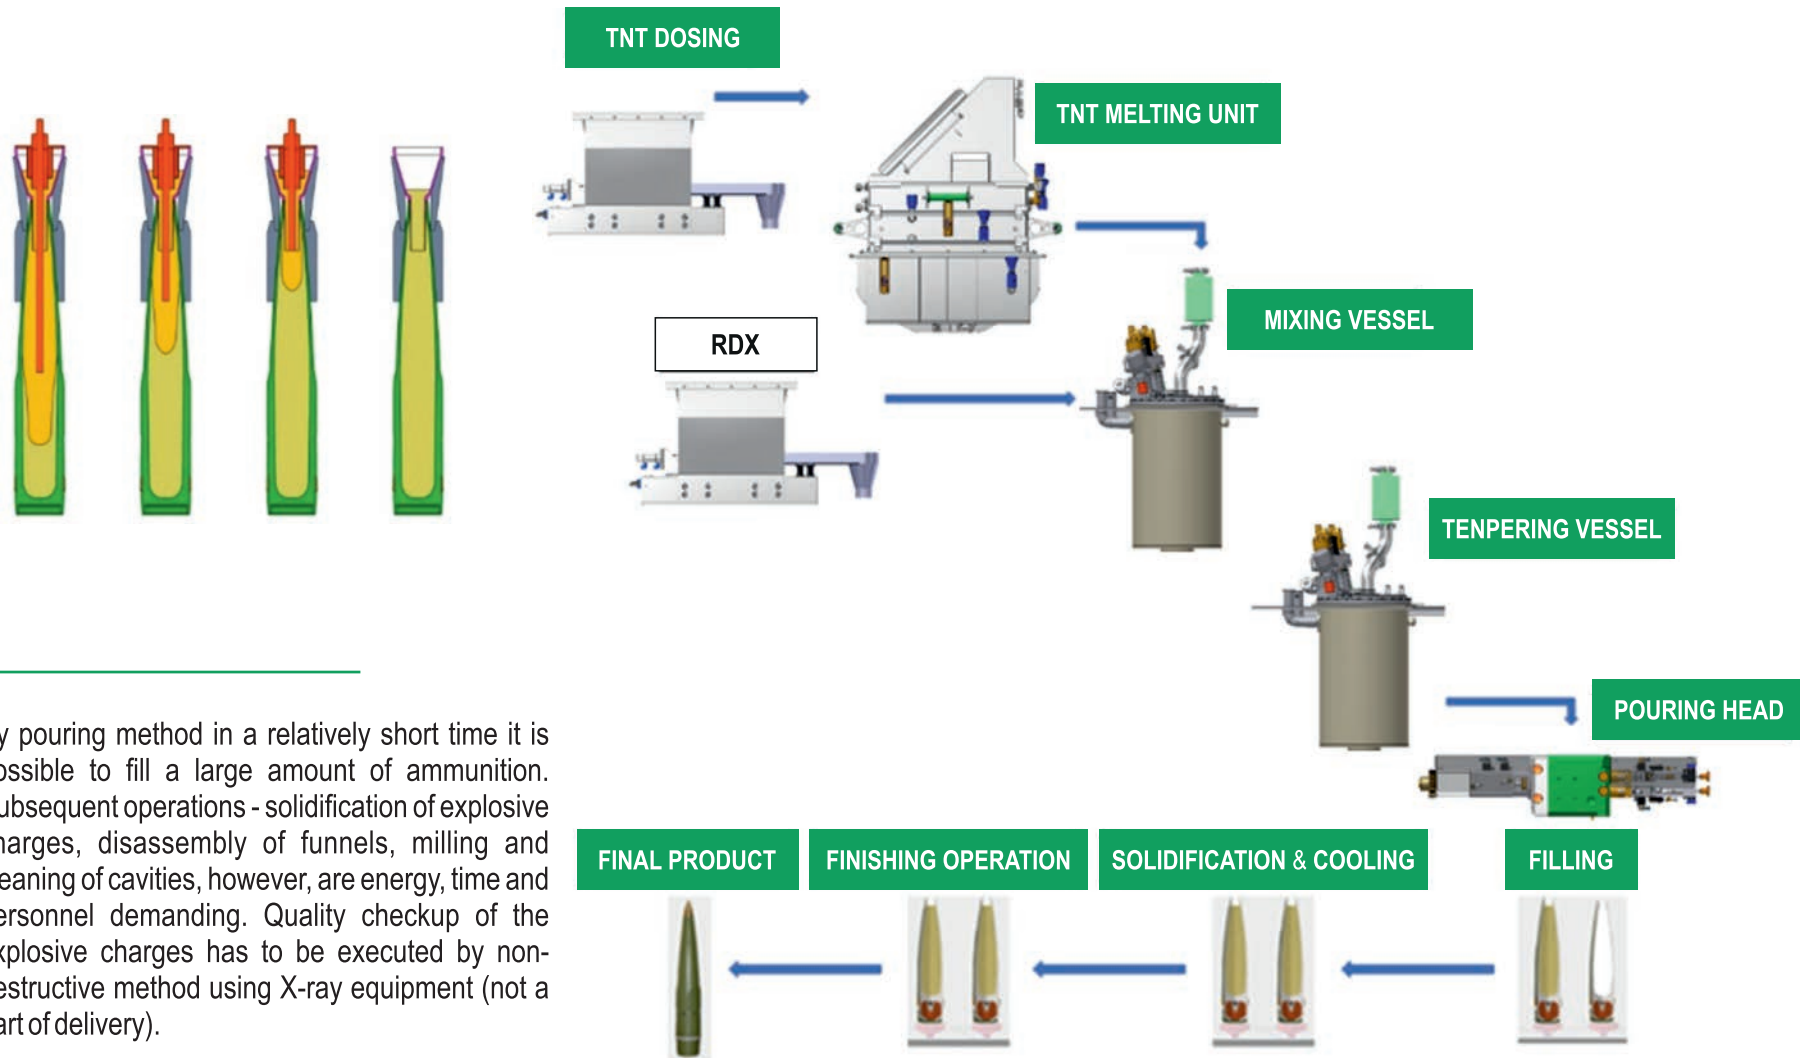 TNT DOSING
TNT MELTING UNIT
MIXING VESSEL
RDX
TENPERING VESSEL
POURING HEAD
y pouring method in a relatively short time it is
ossible to fill a large amount of ammunition.
ubsequent operations - solidification of explosive
harges, disassembly of funnels, milling and
eaning of cavities, however, are energy, time and
ersonnel demanding. Quality checkup of the
xplosive charges has to be executed by non-
estructive method using X-ray equipment (not a
art of delivery).
FINAL PRODUCT
FINISHING OPERATION
SOLIDIFICATION & COOLING
FILLING